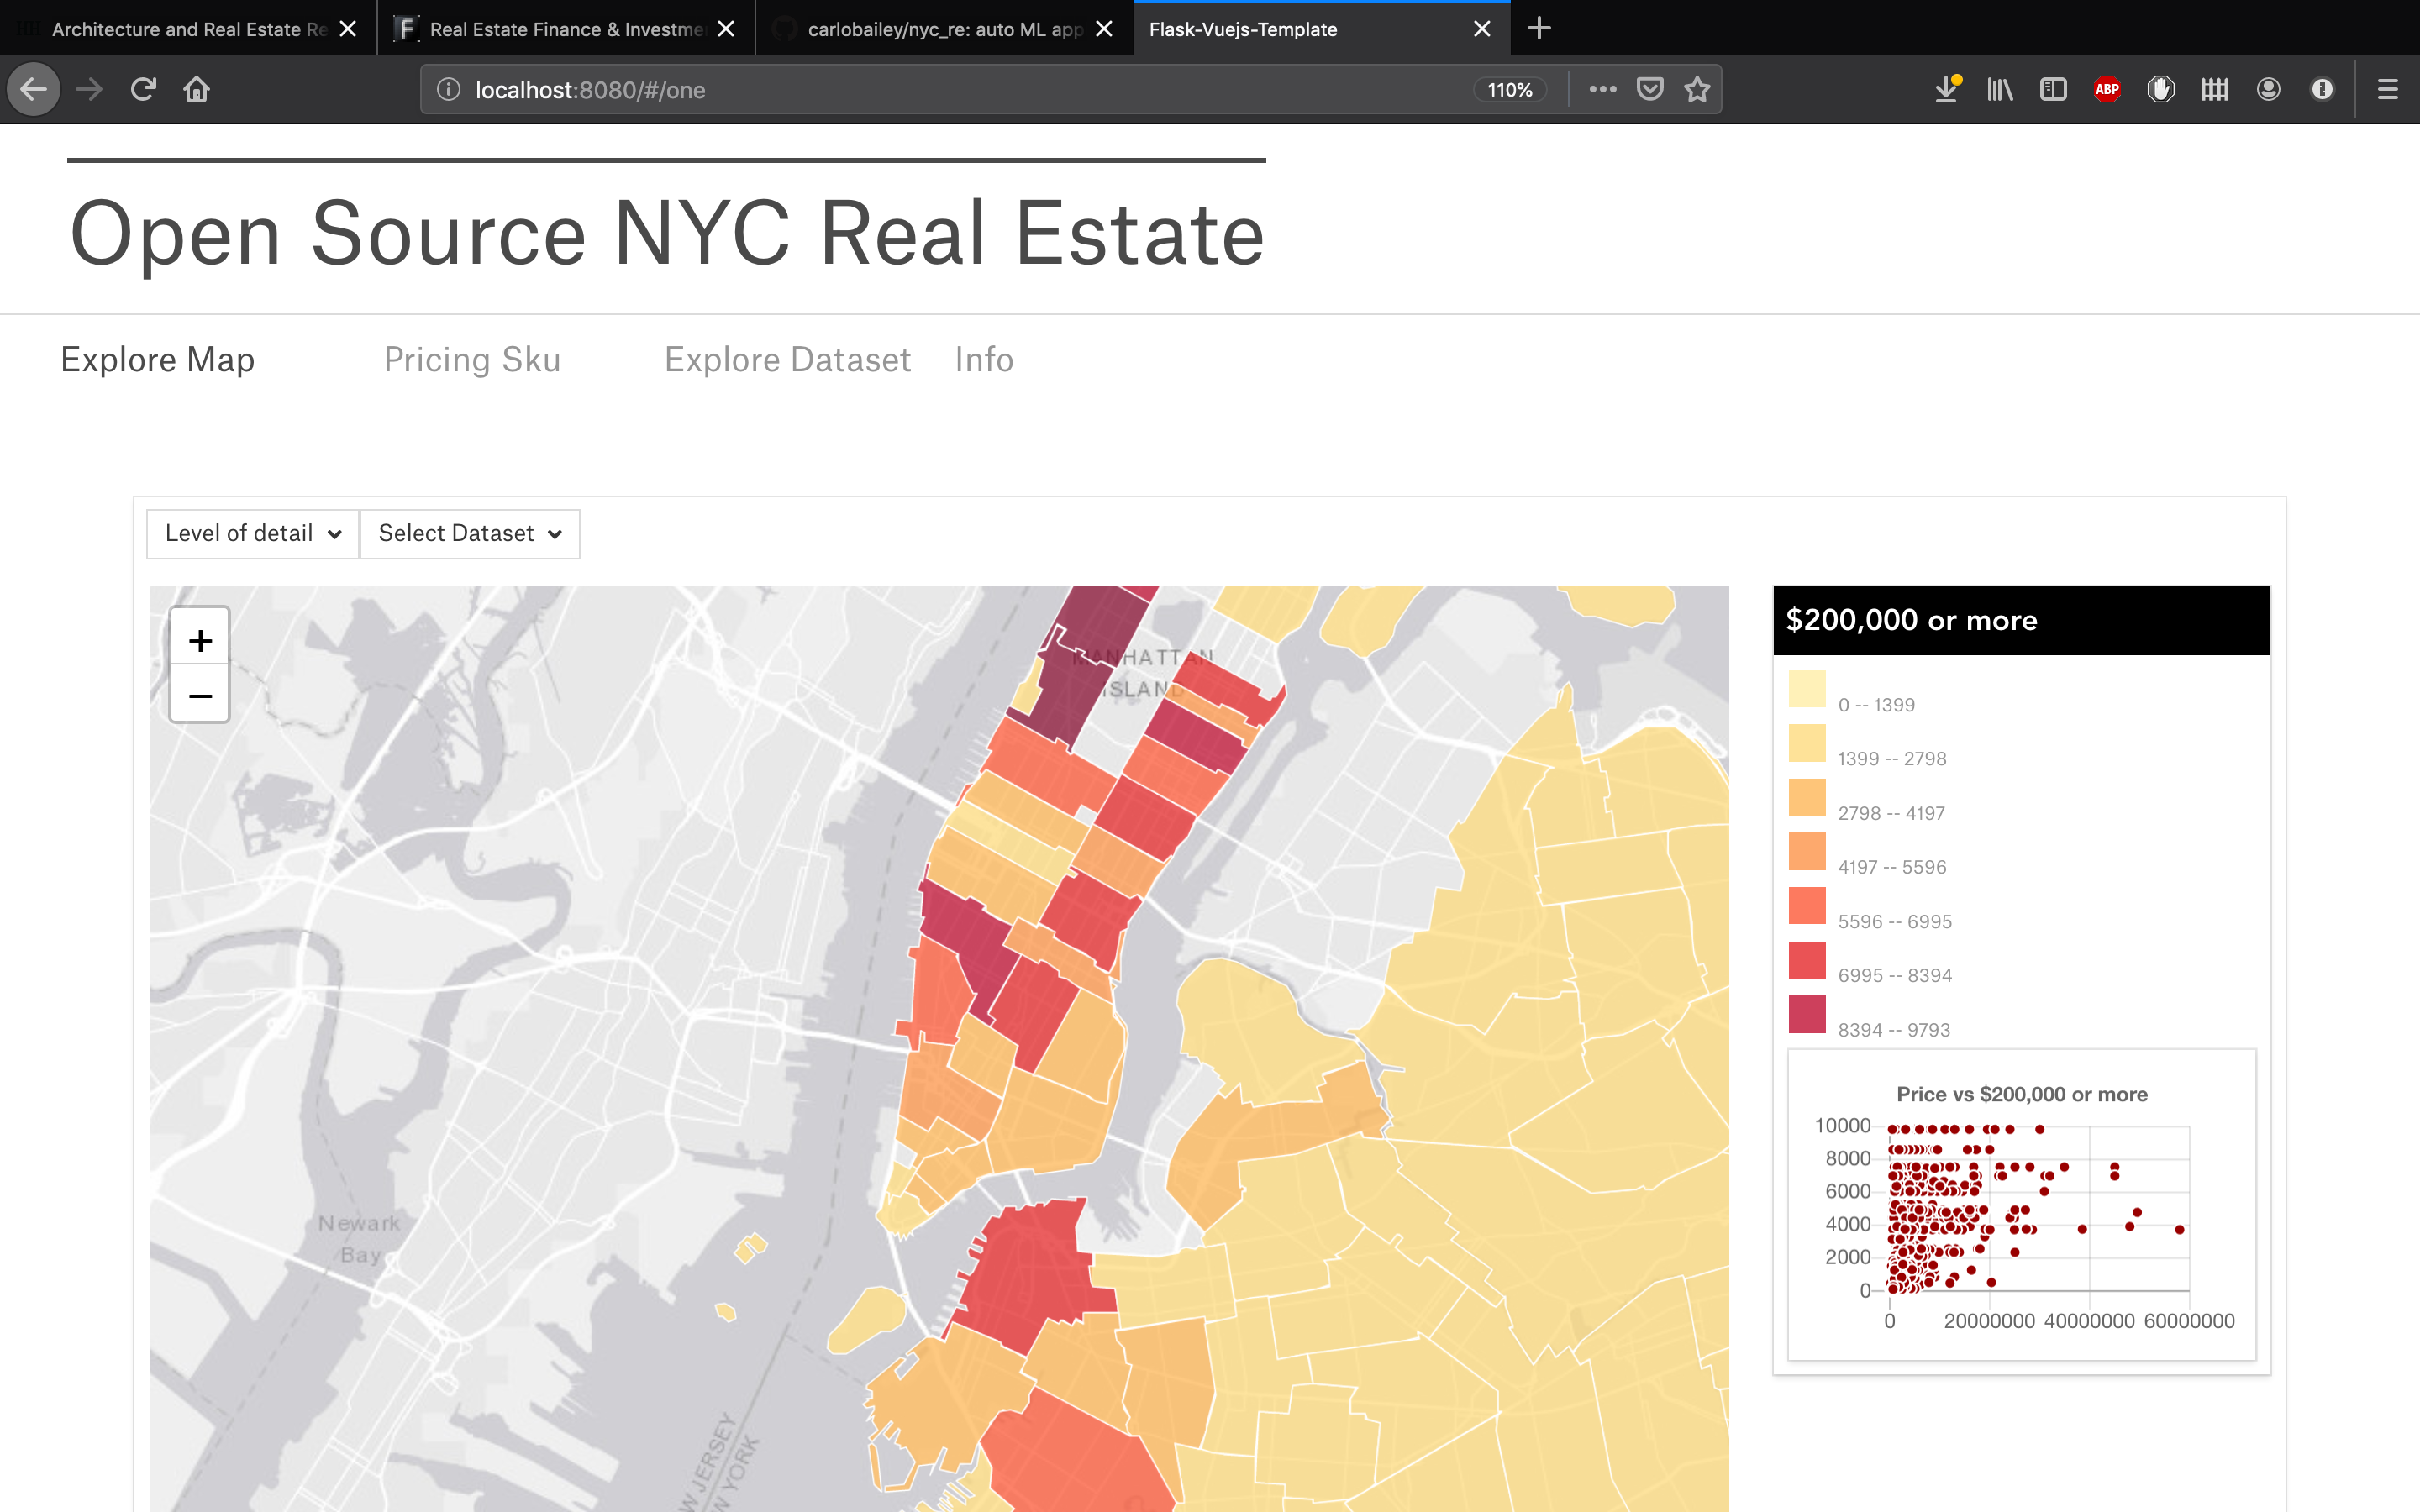 Architecture and Real Estate Re
F Real Estate Finance & Investme
carlobailey/nyc_re: auto ML app
Flask-Vuejs-Template
localhost:8080/#/one
110%
ABP
Open Source NYC Real Estate
Explore Map
Pricing Sku
Explore Dataset
Info
Level of detail
Select Dataset
+
−
MANHATTAN
ISLAND
Newark
Bay
W JERSEY
W YORK
$200,000 or more
0 -- 1399
1399 -- 2798
2798 -- 4197
4197 -- 5596
5596 -- 6995
6995 -- 8394
8394 -- 9793
Price vs $200,000 or more
10000
8000
6000
4000
2000
0
0 20000000 40000000 60000000